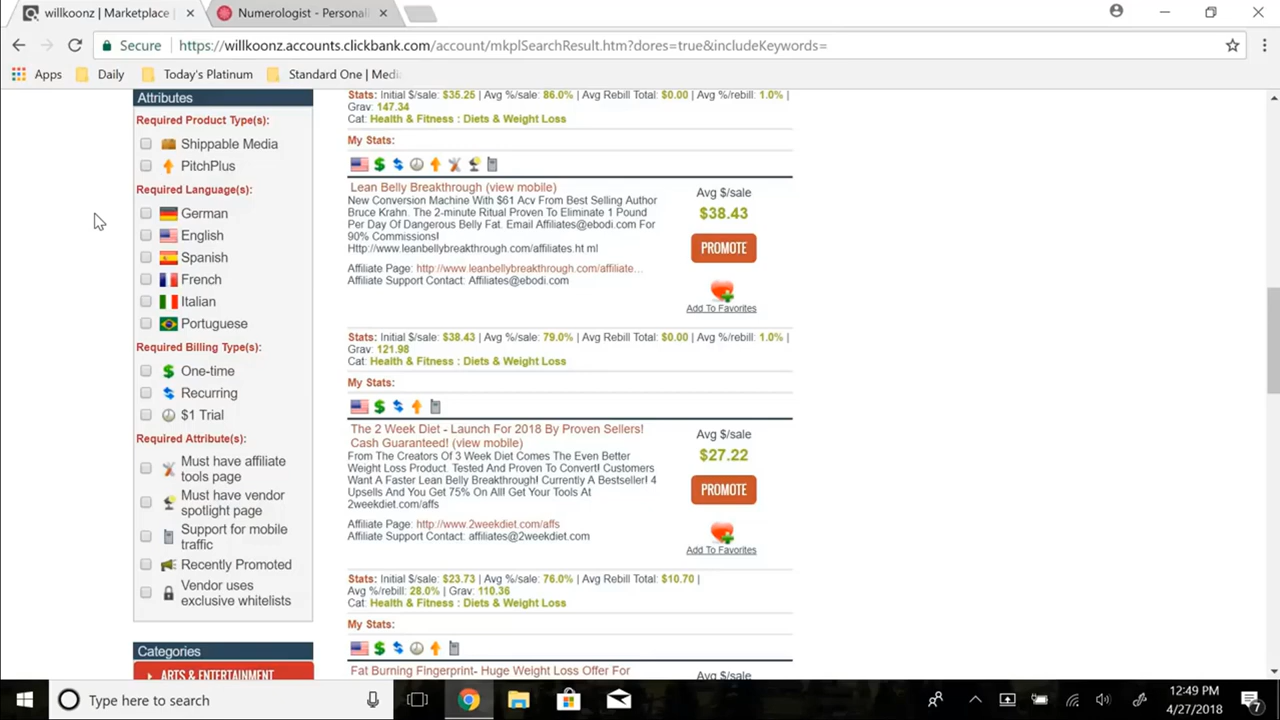 willkoonz | Marketplace
Numerologist - Personali
Secure
https://willkoonz.accounts.clickbank.com/account/mkplSearchResult.htm?dores=true&includeKeywords=
Apps
Daily
Today's Platinum
Standard One | Media
Attributes
Required Product Type(s):
Shippable Media
PitchPlus
Required Language(s):
German
English
Spanish
French
Italian
Portuguese
Required Billing Type(s):
One-time
Recurring
$1 Trial
Required Attribute(s):
Must have affiliate
tools page
Must have vendor
spotlight page
Support for mobile
traffic
Recently Promoted
Vendor uses
exclusive whitelists
Categories
ARTS & ENTERTAINMENT
Stats: Initial $/sale: $35.25 | Avg %/sale: 86.0% | Avg Rebill Total: $0.00 | Avg %/rebill: 1.0% |
Grav: 147.34
Cat: Health & Fitness : Diets & Weight Loss
My Stats:
Lean Belly Breakthrough (view mobile)
New Conversion Machine With $61 Acv From Best Selling Author
Bruce Krahn. The 2-minute Ritual Proven To Eliminate 1 Pound
Per Day Of Dangerous Belly Fat. Email Affiliates@ebodi.com For
90% Commissions!
Http://www.leanbellybreakthrough.com/affiliates.ht ml
Affiliate Page: http://www.leanbellybreakthrough.com/affiliate...
Affiliate Support Contact: Affiliates@ebodi.com
Avg $/sale
$38.43
PROMOTE
Add To Favorites
Stats: Initial $/sale: $38.43 | Avg %/sale: 79.0% | Avg Rebill Total: $0.00 | Avg %/rebill: 1.0% |
Grav: 121.98
Cat: Health & Fitness : Diets & Weight Loss
My Stats:
The 2 Week Diet - Launch For 2018 By Proven Sellers!
Cash Guaranteed! (view mobile)
From The Creators Of 3 Week Diet Comes The Even Better
Weight Loss Product. Tested And Proven To Convert! Customers
Want A Faster Lean Belly Breakthrough! Currently A Bestseller! 4
Upsells And You Get 75% On All! Get Your Tools At
2weekdiet.com/affs
Affiliate Page: http://www.2weekdiet.com/affs
Affiliate Support Contact: affiliates@2weekdiet.com
Avg $/sale
$27.22
PROMOTE
Add To Favorites
Stats: Initial $/sale: $23.73 | Avg %/sale: 76.0% | Avg Rebill Total: $10.70 |
Avg %/rebill: 28.0% | Grav: 110.36
Cat: Health & Fitness : Diets & Weight Loss
My Stats:
Fat Burning Fingerprint- Huge Weight Loss Offer For
Avg $/sale
Type here to search
12:49 PM
4/27/2018
7